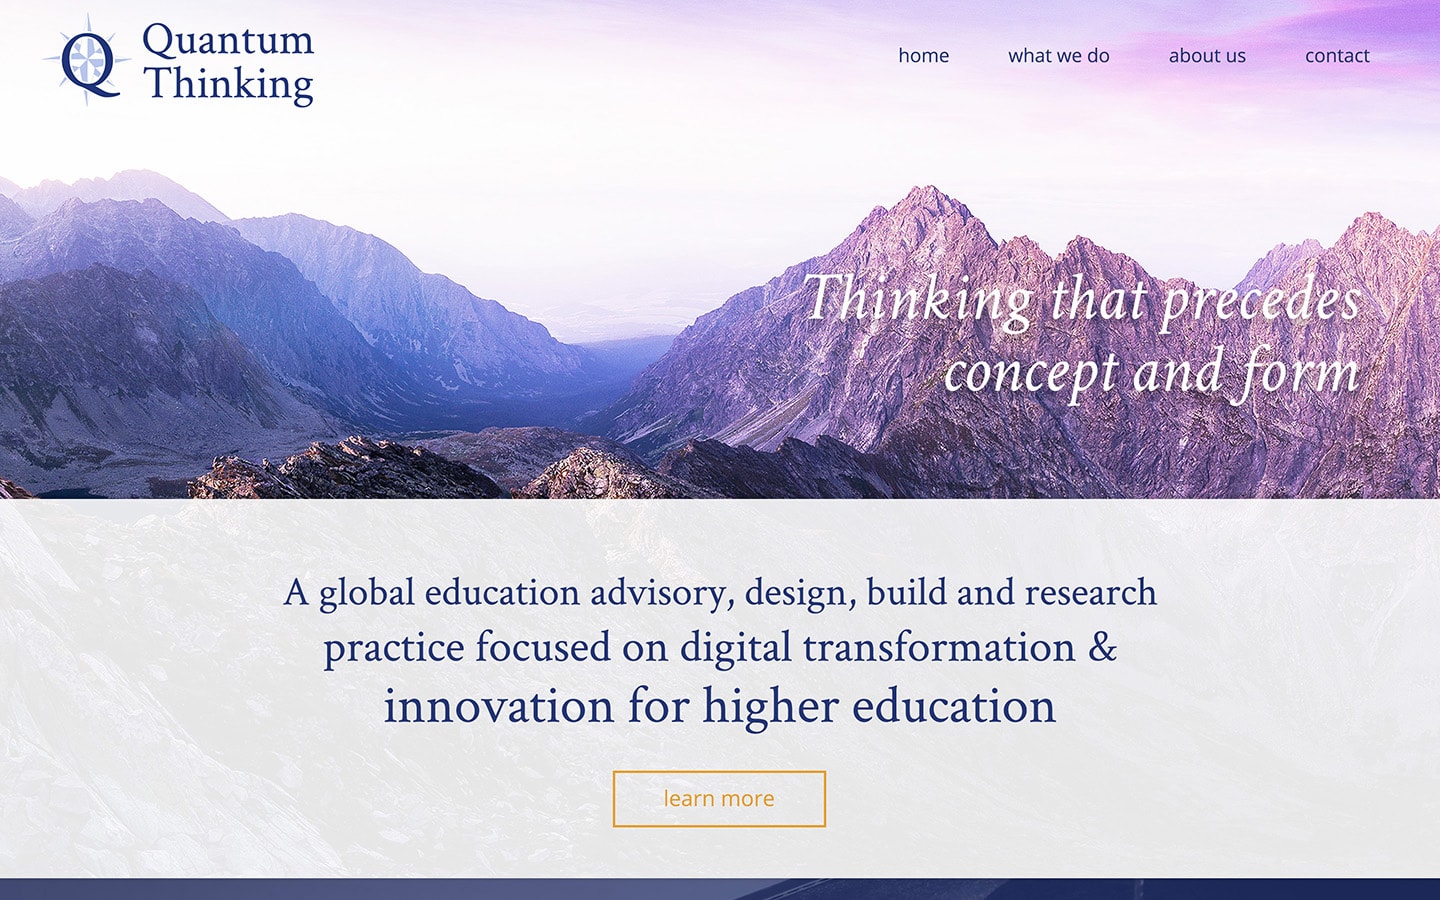 Quantum
Thinking
home what we do about us contact
Thinking that precedes
concept and form
A global education advisory, design, build and research
practice focused on digital transformation &
innovation for higher education
learn more